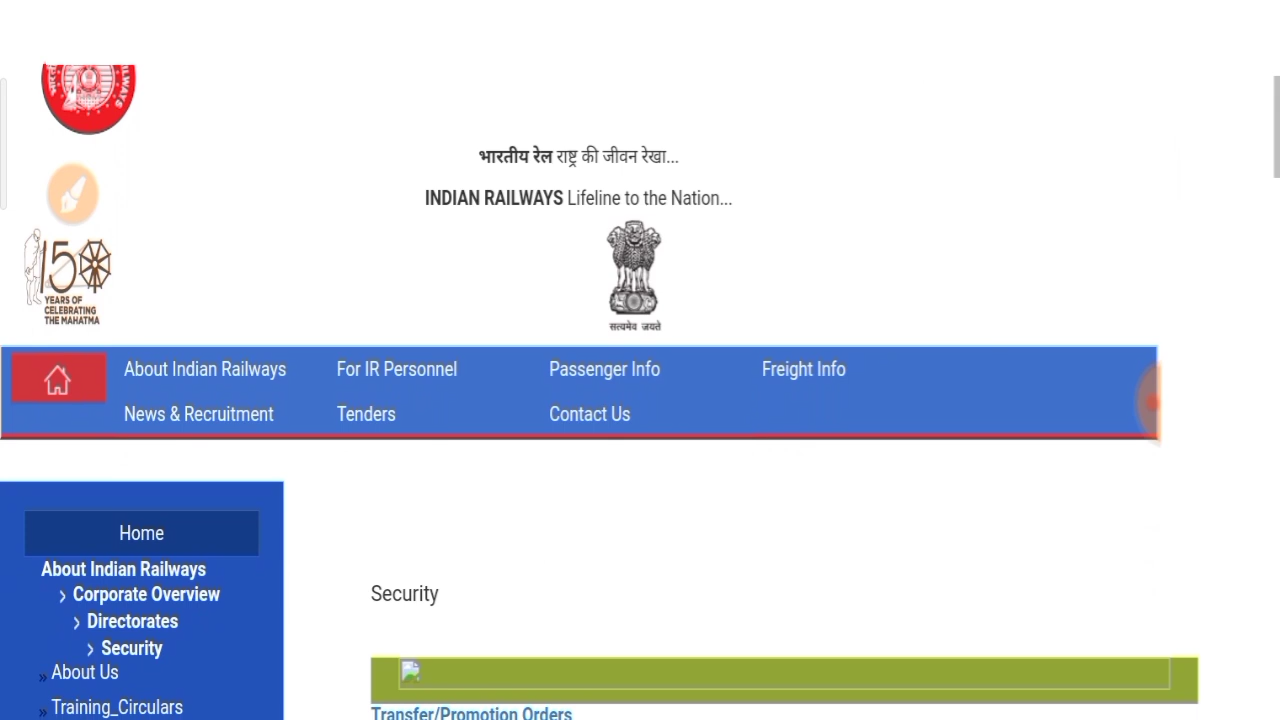 RAILWAYS
भारतीय रेल राष्ट्र की जीवन रेखा...
INDIAN RAILWAYS Lifeline to the Nation...
150
YEARS OF
CELEBRATING
THE MAHATMA
सत्यमेव जयते
About Indian Railways
For IR Personnel
Passenger Info
Freight Info
News & Recruitment
Tenders
Contact Us
Home
About Indian Railways
› Corporate Overview
› Directorates
› Security
» About Us
» Training_Circulars
Security
Transfer/Promotion Orders